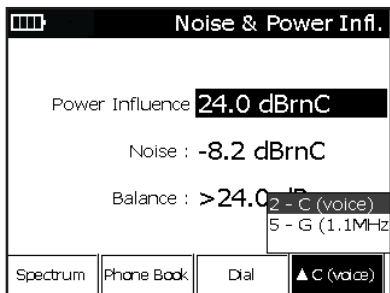 Noise & Power Infl.
Power Influence 24.0 dBrnC
Noise : -8.2 dBrnC
Balance : >24.0
2 - C (voice)
5 - G (1.1MHz
Spectrum Phone Book Dial ▲C (voice)